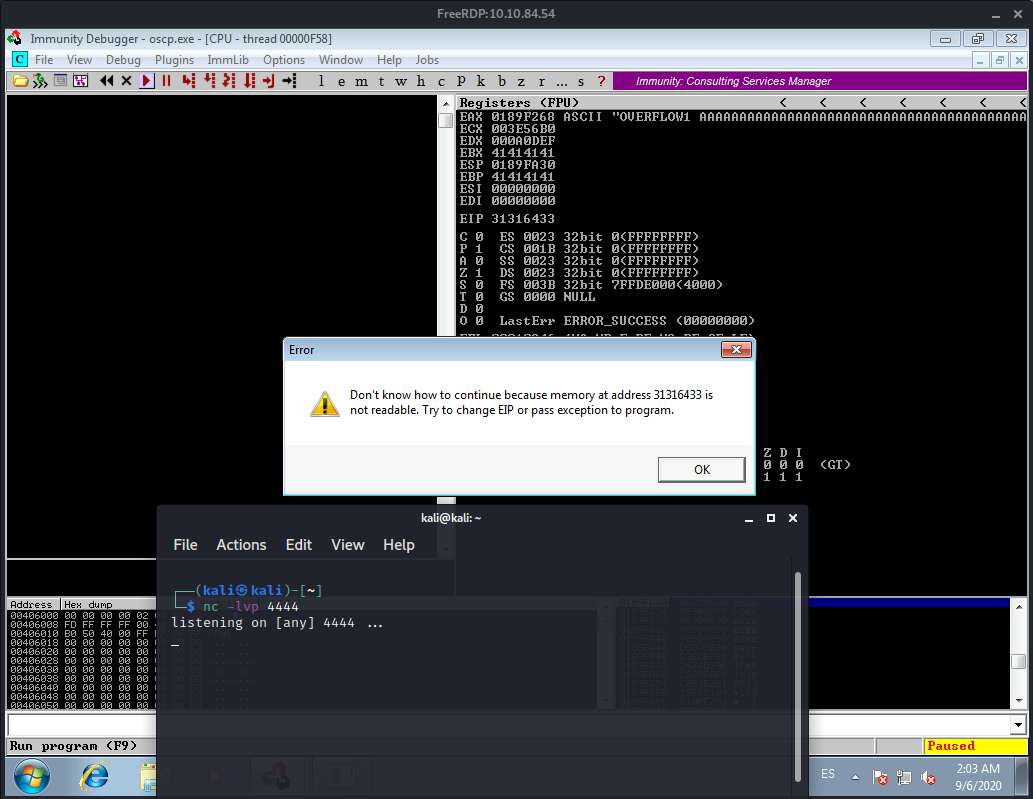 FreeRDP:10.10.84.54
Immunity Debugger - oscp.exe - [CPU - thread 00000F58]
C File View Debug Plugins ImmLib Options Window Help Jobs
l e m t w h c P k b z r ... s ? Immunity: Consulting Services Manager
Registers (FPU) < < < < < < <
EAX 0189F268 ASCII "OVERFLOW1 AAAAAAAAAAAAAAAAAAAAAAAAAAAAAAAAAAAAAAAAA
ECX 003E56B0
EDX 000A0DEF
EBX 41414141
ESP 0189FA30
EBP 41414141
ESI 00000000
EDI 00000000
EIP 31316433
C 0 ES 0023 32bit 0(FFFFFFFF)
P 1 CS 001B 32bit 0(FFFFFFFF)
A 0 SS 0023 32bit 0(FFFFFFFF)
Z 1 DS 0023 32bit 0(FFFFFFFF)
S 0 FS 003B 32bit 7FFDE000(4000)
T 0 GS 0000 NULL
D 0
O 0 LastErr ERROR_SUCCESS (00000000)
Error
Don't know how to continue because memory at address 31316433 is
not readable. Try to change EIP or pass exception to program.
OK
Z D I
0 0 0 (GT)
1 1 1
kali@kali: ~
File Actions Edit View Help
┌──(kali㉿kali)-[~]
└─$ nc -lvp 4444
listening on [any] 4444 ...
Address Hex dump
00406000 00 00 00 00 02
00406008 FD FF FF FF 00
00406010 B0 50 40 00 FF
00406018 00 00 00 00 00
00406020 00 00 00 00 00
00406028 00 00 00 00 00
00406030 00 00 00 00 00
00406038 00 00 00 00 00
00406040 00 00 00 00 00
00406048 00 00 00 00 00
00406050 00 00 00 00 00
Run program (F9)
Paused
ES
2:03 AM
9/6/2020